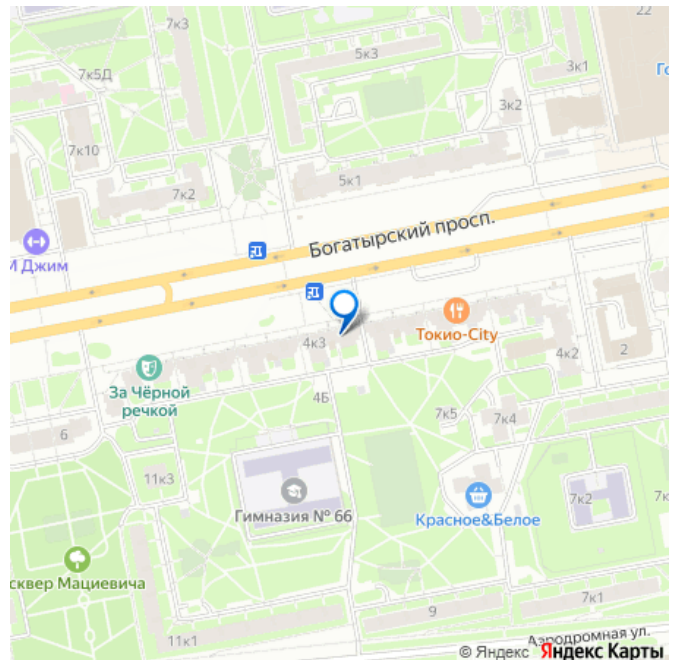 22
7к3
5к3
Го
7к5Д
3к1
3к2
7к10
5к1
7к2
Богатырский просп.
М Джим
Токио-City
4к3
4к2
2
За Чёрной
речкой
4Б
7к5
7к4
6
11к3
Гимназия № 66
Красное&Белое
7к2
7к
сквер Мациевича
7к1
9
11к1
Аэродромная ул.
© Яндекс Яндекс Карты